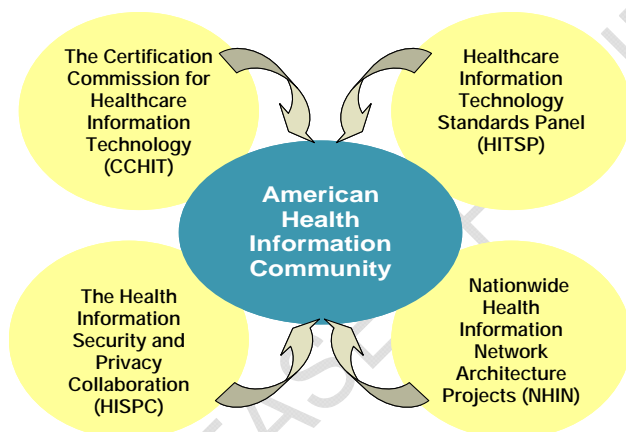 The Certification
Commission for
Healthcare
Information
Technology
(CCHIT)
Healthcare
Information
Technology
Standards Panel
(HITSP)
American
Health
Information
Community
The Health
Information
Security and
Privacy
Collaboration
(HISPC)
Nationwide
Health
Information
Network
Architecture
Projects (NHIN)